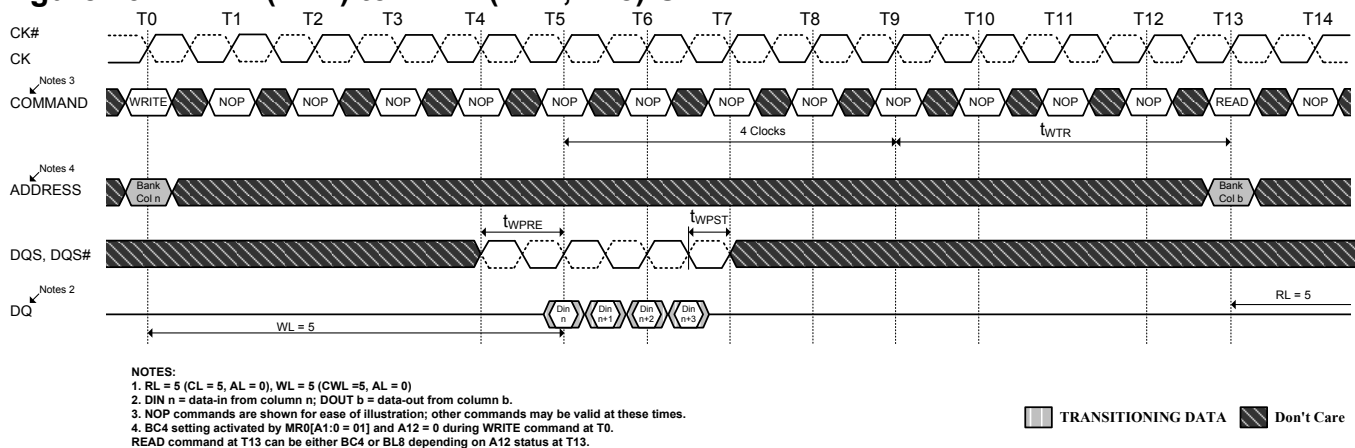 T0 T1 T2 T3 T4 T5 T6 T7 T8 T9 T10 T11 T12 T13 T14
CK#
CK
Notes 3
COMMAND
WRITE NOP NOP NOP NOP NOP NOP NOP NOP NOP NOP NOP NOP READ NOP
4 Clocks
tWTR
Notes 4
ADDRESS
Bank
Col n
Bank
Col b
tWPRE
tWPST
DQS, DQS#
Notes 2
DQ
Din
n
Din
n+1
Din
n+2
Din
n+3
RL = 5
WL = 5
NOTES:
1. RL = 5 (CL = 5, AL = 0), WL = 5 (CWL =5, AL = 0)
2. DIN n = data-in from column n; DOUT b = data-out from column b.
3. NOP commands are shown for ease of illustration; other commands may be valid at these times.
4. BC4 setting activated by MR0[A1:0 = 01] and A12 = 0 during WRITE command at T0.
READ command at T13 can be either BC4 or BL8 depending on A12 status at T13.
TRANSITIONING DATA
Don't Care